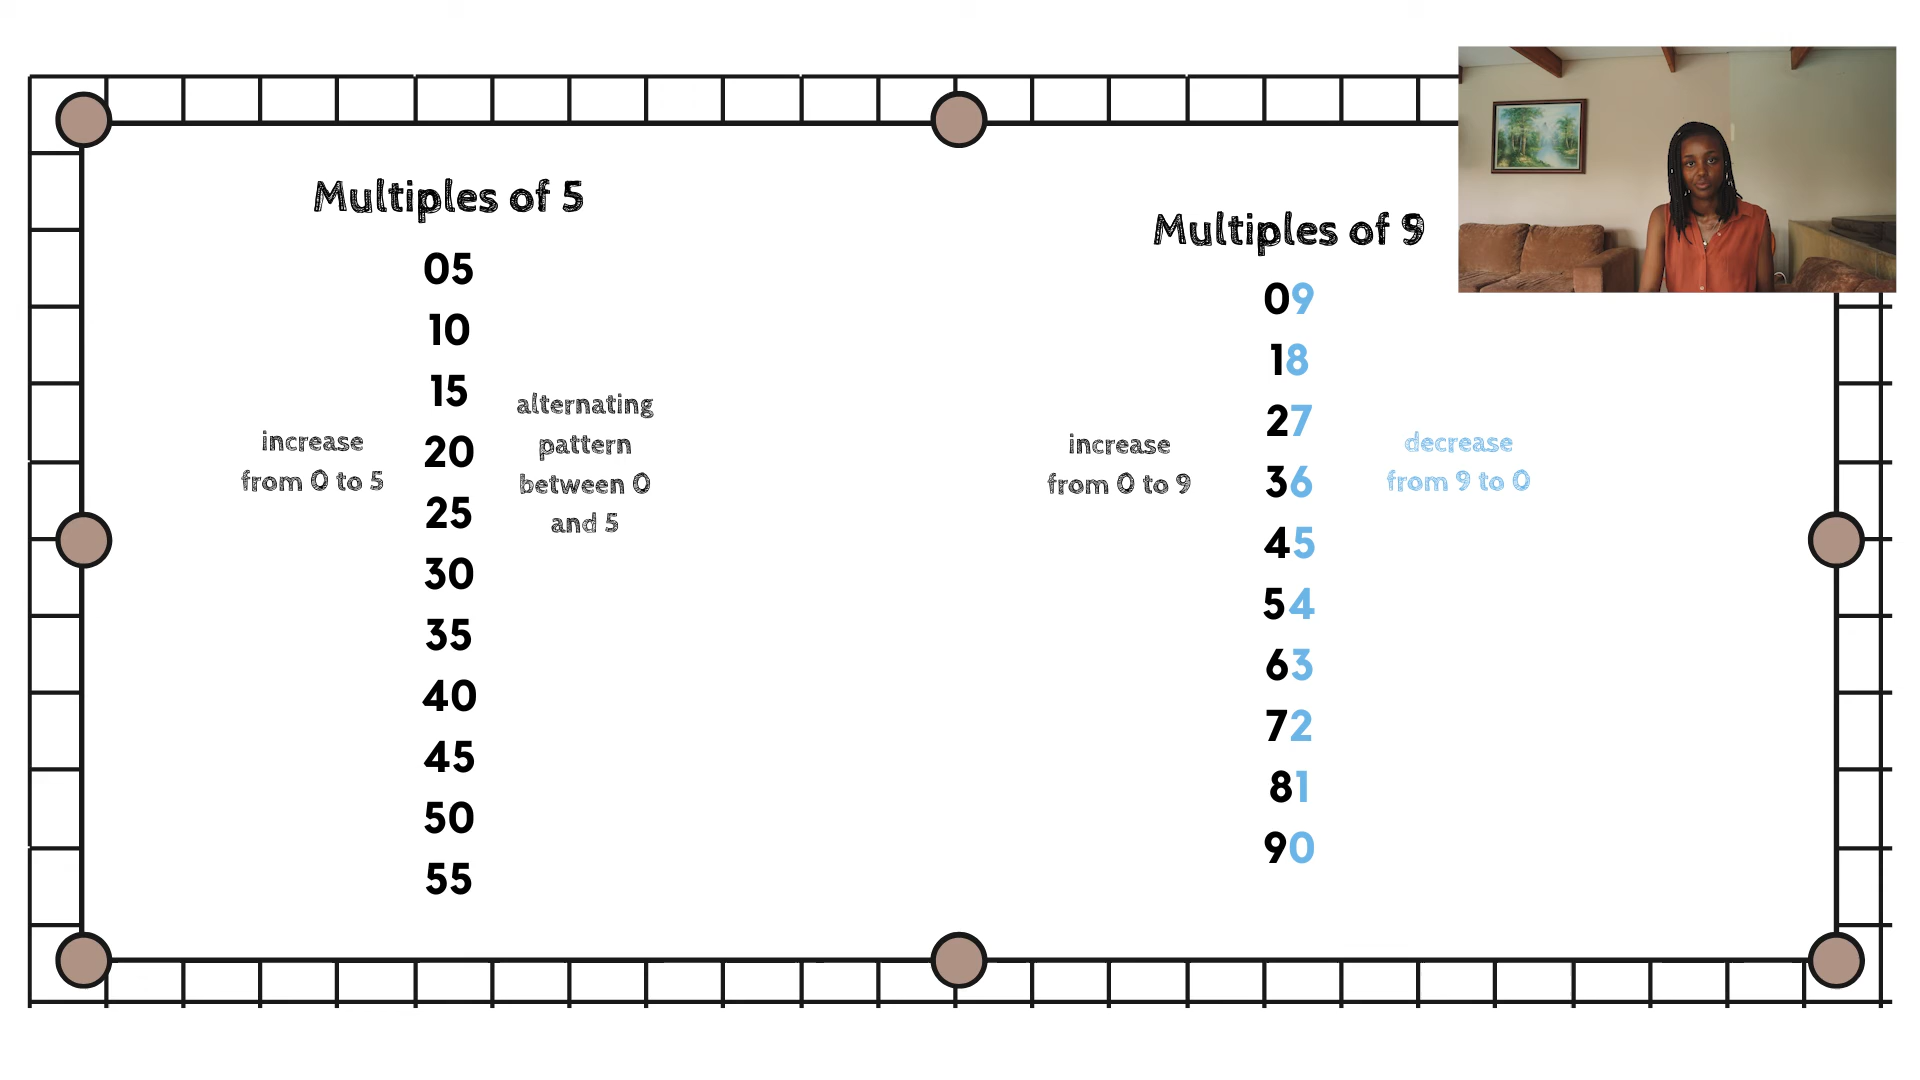 Multiples of 5
05
10
15
20
25
30
35
40
45
50
55
increase
from 0 to 5
alternating
pattern
between 0
and 5
Multiples of 9
09
18
27
36
45
54
63
72
81
90
increase
from 0 to 9
decrease
from 9 to 0